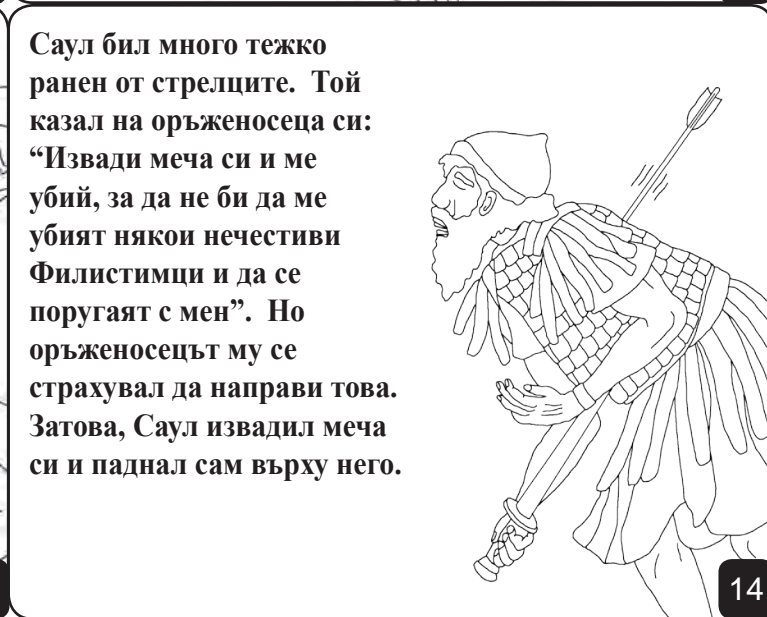 Саул бил много тежко
ранен от стрелците. Той
казал на оръженосеца си:
“Извади меча си и ме
убий, за да не би да ме
убият някои нечестиви
Филистимци и да се
поругаят с мен”. Но
оръженосецът му се
страхувал да направи това.
Затова, Саул извадил меча
си и паднал сам върху него.
14